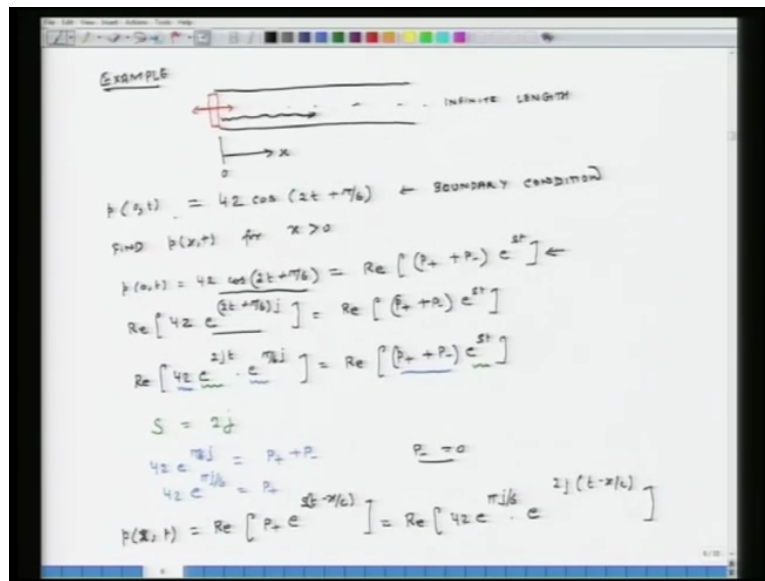 EXAMPLE
INFINITE LENGTH
x
0
p(0,t) = 42 cos (2t + π/6) ← BOUNDARY CONDITION
FIND p(x,t) for x > 0
p(0,t) = 42 cos(2t+π/6) = Re [ (P₊ + P₋) e^{st} ] ←
Re [ 42 e^{(2t+π/6)j} ] = Re [ (P₊ + P₋) e^{st} ]
Re [ 42 e^{2jt} · e^{π/6 j} ] = Re [ (P₊ + P₋) e^{st} ]
S = 2j
42 e^{π/6 j} = P₊ + P₋ P₋ = 0
42 e^{πj/6} = P₊
p(x,t) = Re [ P₊ e^{s(t-x/c)} ] = Re [ 42 e^{πj/6} · e^{2j(t-x/c)} ]